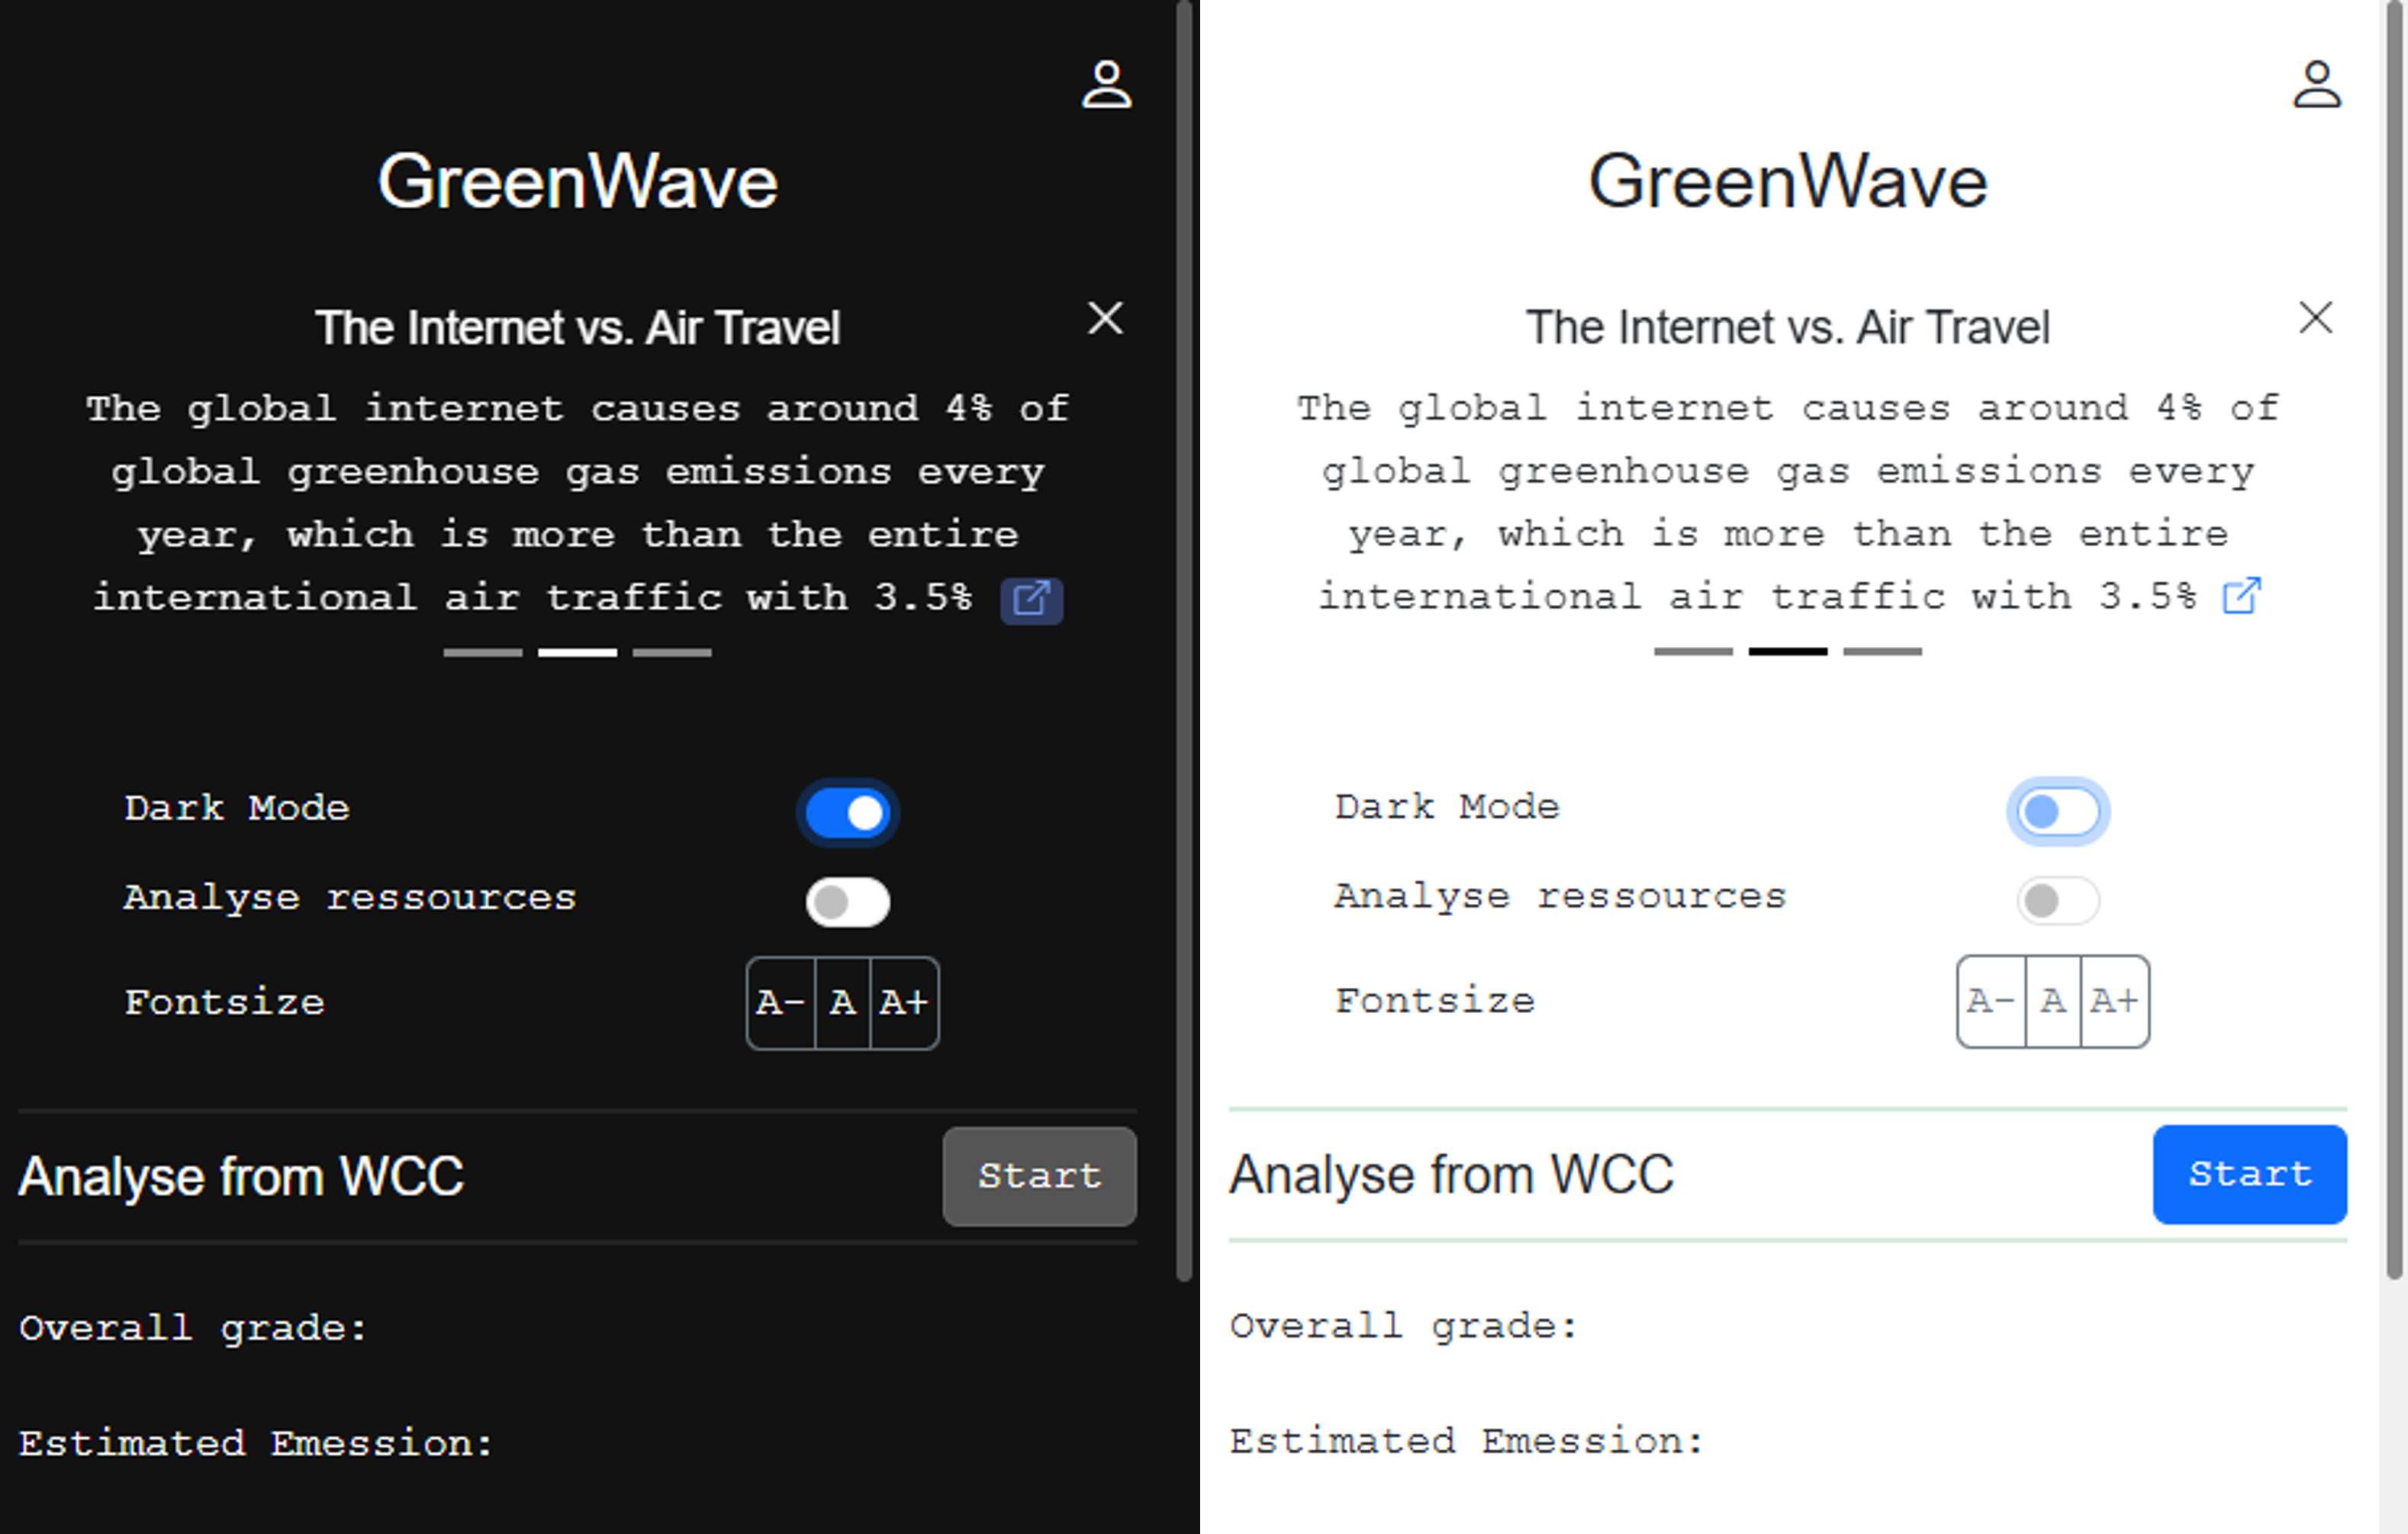 GreenWave
The Internet vs. Air Travel
The global internet causes around 4% of
global greenhouse gas emissions every
year, which is more than the entire
international air traffic with 3.5%
Dark Mode
Analyse ressources
Fontsize
A- A A+
Analyse from WCC
Start
Overall grade:
Estimated Emession:
GreenWave
The Internet vs. Air Travel
The global internet causes around 4% of
global greenhouse gas emissions every
year, which is more than the entire
international air traffic with 3.5%
Dark Mode
Analyse ressources
Fontsize
A- A A+
Analyse from WCC
Start
Overall grade:
Estimated Emession: